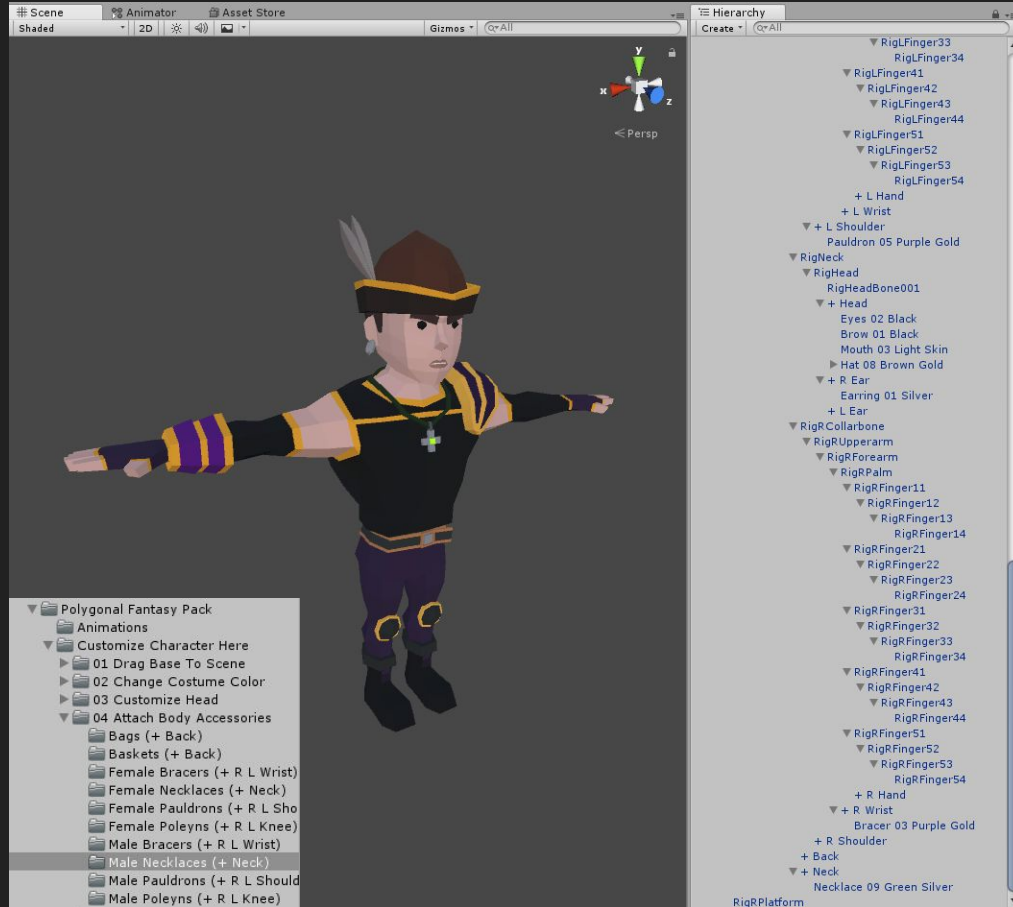 Scene
Animator
Asset Store
Shaded
2D
Gizmos
All
y
x
z
Persp
Polygonal Fantasy Pack
Animations
Customize Character Here
01 Drag Base To Scene
02 Change Costume Color
03 Customize Head
04 Attach Body Accessories
Bags (+ Back)
Baskets (+ Back)
Female Bracers (+ R L Wrist)
Female Necklaces (+ Neck)
Female Pauldrons (+ R L Sho
Female Poleyns (+ R L Knee)
Male Bracers (+ R L Wrist)
Male Necklaces (+ Neck)
Male Pauldrons (+ R L Should
Male Poleyns (+ R L Knee)
Hierarchy
Create
All
RigLFinger33
RigLFinger34
RigLFinger41
RigLFinger42
RigLFinger43
RigLFinger44
RigLFinger51
RigLFinger52
RigLFinger53
RigLFinger54
+ L Hand
+ L Wrist
+ L Shoulder
Pauldron 05 Purple Gold
RigNeck
RigHead
RigHeadBone001
+ Head
Eyes 02 Black
Brow 01 Black
Mouth 03 Light Skin
Hat 08 Brown Gold
+ R Ear
Earring 01 Silver
+ L Ear
RigRCollarbone
RigRUpperarm
RigRForearm
RigRPalm
RigRFinger11
RigRFinger12
RigRFinger13
RigRFinger14
RigRFinger21
RigRFinger22
RigRFinger23
RigRFinger24
RigRFinger31
RigRFinger32
RigRFinger33
RigRFinger34
RigRFinger41
RigRFinger42
RigRFinger43
RigRFinger44
RigRFinger51
RigRFinger52
RigRFinger53
RigRFinger54
+ R Hand
+ R Wrist
Bracer 03 Purple Gold
+ R Shoulder
+ Back
+ Neck
Necklace 09 Green Silver
RigRPlatform